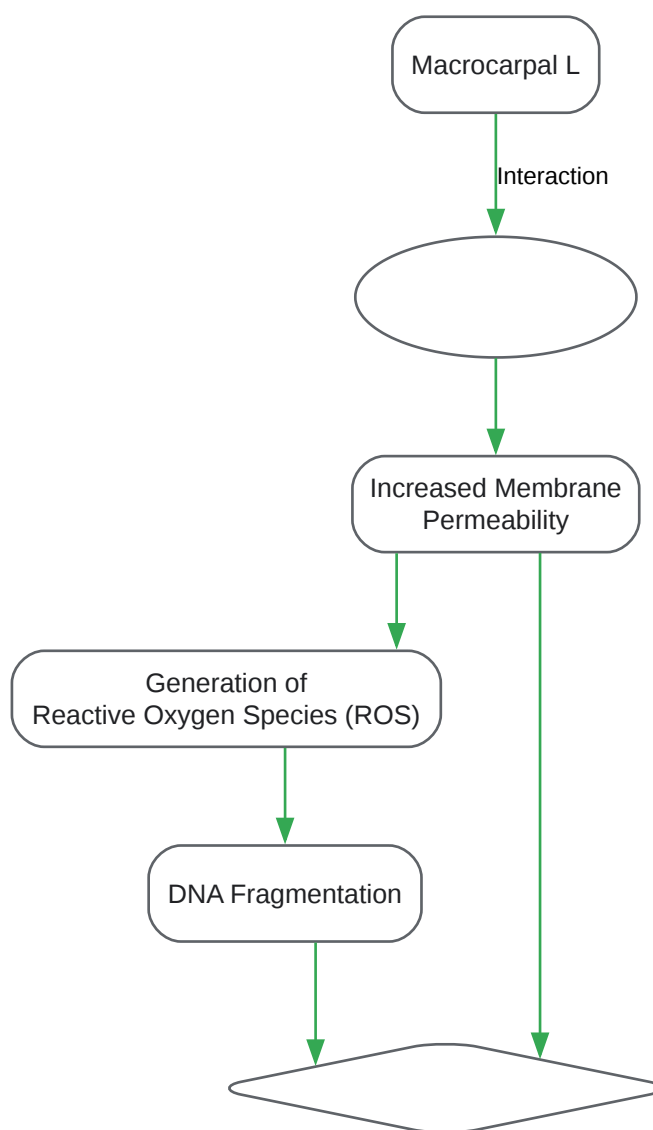 Macrocarpal L
Interaction
Increased Membrane
Permeability
Generation of
Reactive Oxygen Species (ROS)
DNA Fragmentation